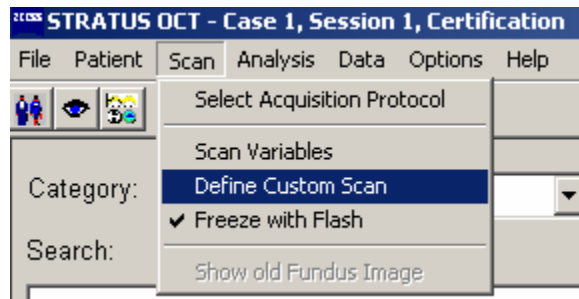 ZEISS STRATUS OCT - Case 1, Session 1, Certification
File Patient Scan Analysis Data Options Help
Select Acquisition Protocol
Scan Variables
Category:
Define Custom Scan
✔ Freeze with Flash
Search:
Show old Fundus Image